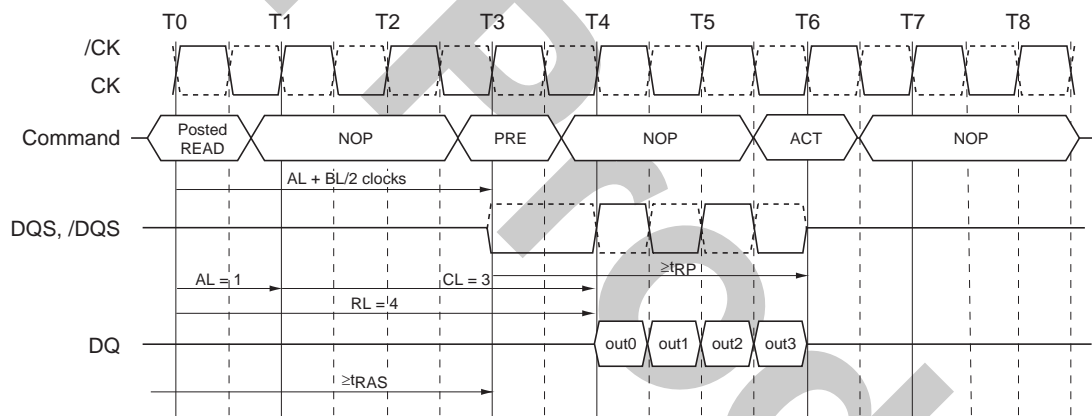 T0 T1 T2 T3 T4 T5 T6 T7 T8
/CK
CK
Command Posted READ NOP PRE NOP ACT NOP
AL + BL/2 clocks
DQS, /DQS
≥tRP
AL = 1 CL = 3
RL = 4
DQ out0 out1 out2 out3
≥tRAS